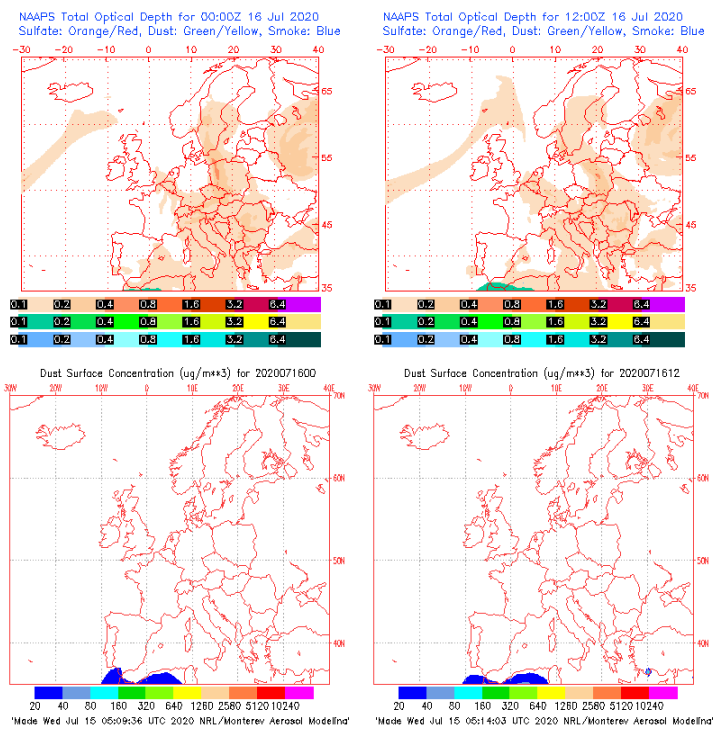 NAAPS Total Optical Depth for 00:00Z 16 Jul 2020
Sulfate: Orange/Red, Dust: Green/Yellow, Smoke: Blue
-30 -20 -10 0 10 20 30 40
65
55
45
35
0.1 0.2 0.4 0.8 1.6 3.2 6.4
0.1 0.2 0.4 0.8 1.6 3.2 6.4
0.1 0.2 0.4 0.8 1.6 3.2 6.4
NAAPS Total Optical Depth for 12:00Z 16 Jul 2020
Sulfate: Orange/Red, Dust: Green/Yellow, Smoke: Blue
-30 -20 -10 0 10 20 30 40
65
55
45
35
0.1 0.2 0.4 0.8 1.6 3.2 6.4
0.1 0.2 0.4 0.8 1.6 3.2 6.4
0.1 0.2 0.4 0.8 1.6 3.2 6.4
Dust Surface Concentration (ug/m**3) for 2020071600
30W 20W 10W 0 10E 20E 30E 40E
70N
60N
50N
40N
20 40 80 160 320 640 1260 2580 5120 10240
'Made Wed Jul 15 05:09:36 UTC 2020 NRL/Monterey Aerosol Modeling'
Dust Surface Concentration (ug/m**3) for 2020071612
30W 20W 10W 0 10E 20E 30E 40E
70N
60N
50N
40N
20 40 80 160 320 640 1260 2580 5120 10240
'Made Wed Jul 15 05:14:03 UTC 2020 NRL/Monterey Aerosol Modeling'